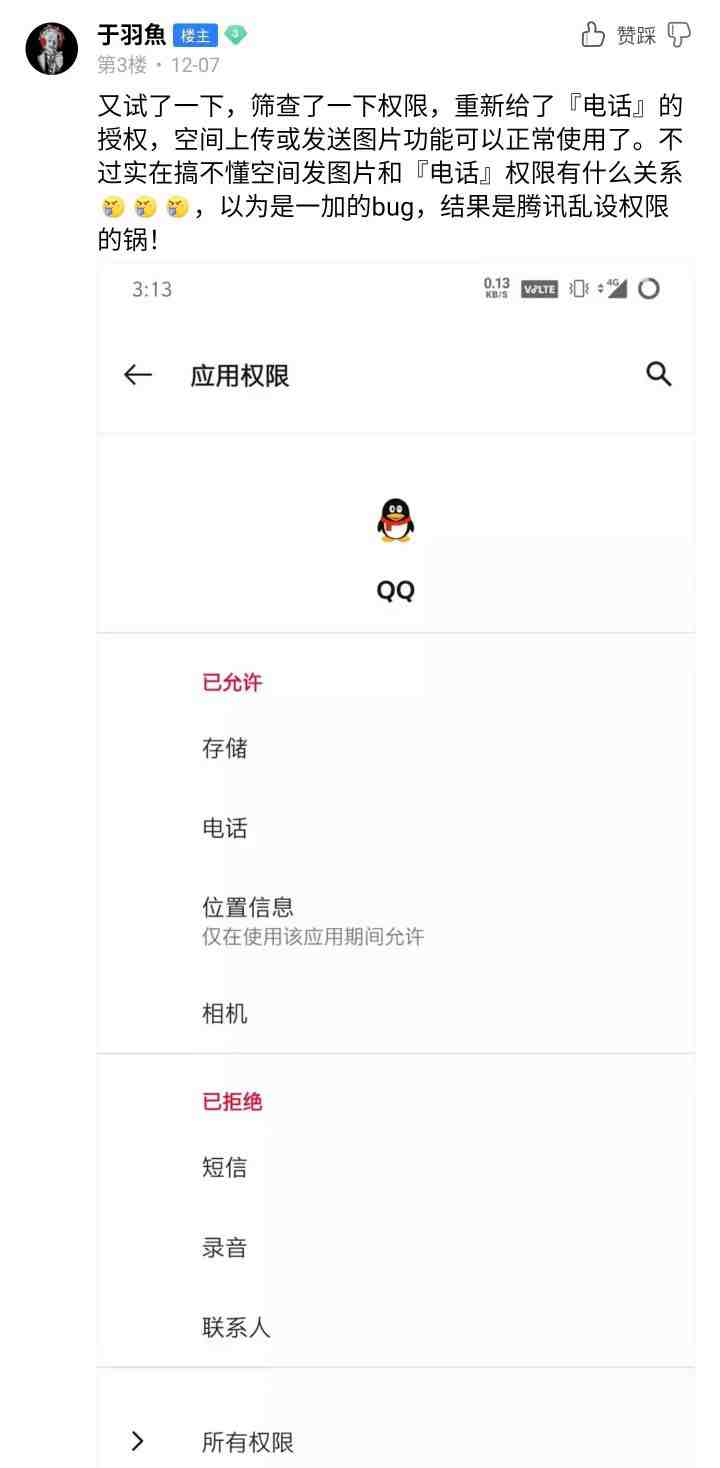 于羽魚 楼主 3 赞踩
第3楼 • 12-07
又试了一下，筛查了一下权限，重新给了『电话』的
授权，空间上传或发送图片功能可以正常使用了。不
过实在搞不懂空间发图片和『电话』权限有什么关系
，以为是一加的bug，结果是腾讯乱设权限
的锅！
3:13 0.13 KB/S VoLTE 4G
应用权限
QQ
已允许
存储
电话
位置信息
仅在使用该应用期间允许
相机
已拒绝
短信
录音
联系人
所有权限